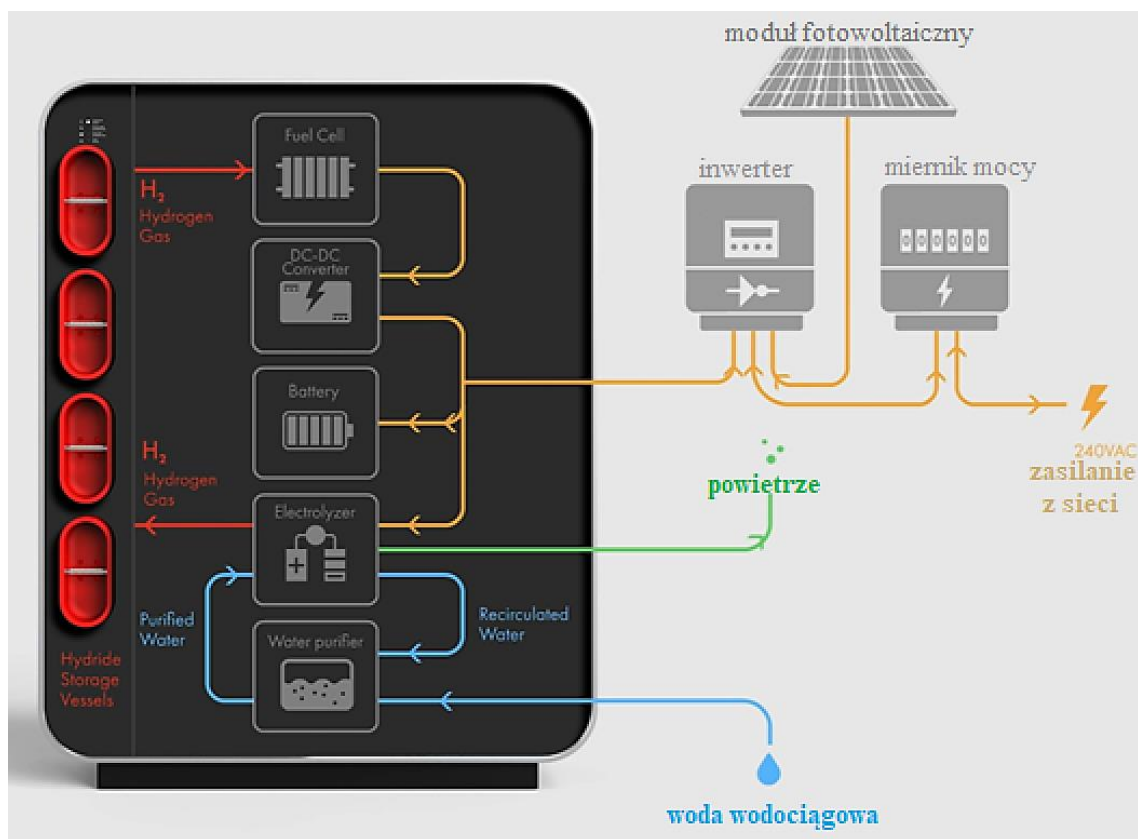 moduł fotowoltaiczny
inwerter
miernik mocy
000000
Fuel Cell
H₂
Hydrogen
Gas
DC-DC
Converter
Battery
H₂
Hydrogen
Gas
Electrolyzer
powietrze
240VAC
zasilanie
z sieci
Purified
Water
Recirculated
Water
Water purifier
Hydride
Storage
Vessels
woda wodociągowa